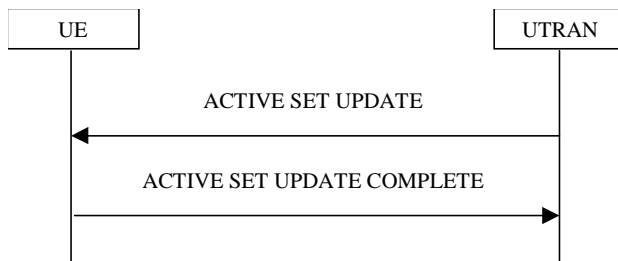 UE
UTRAN
ACTIVE SET UPDATE
ACTIVE SET UPDATE COMPLETE